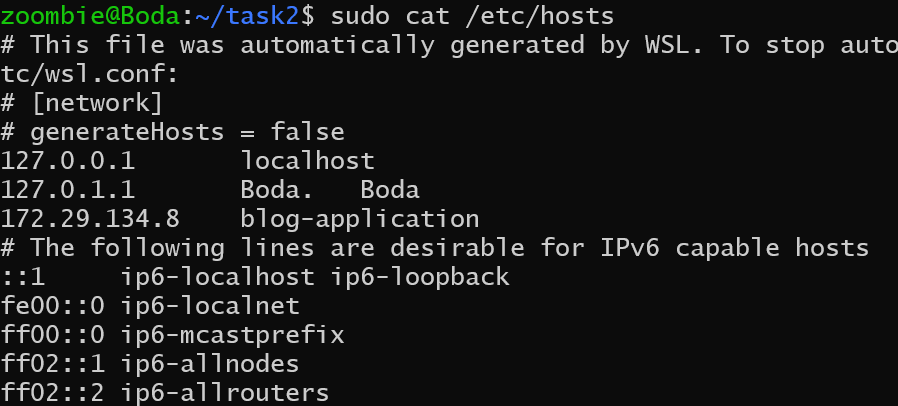 zoombie@Boda:~/task2$ sudo cat /etc/hosts
# This file was automatically generated by WSL. To stop auto
tc/wsl.conf:
# [network]
# generateHosts = false
127.0.0.1       localhost
127.0.1.1       Boda.   Boda
172.29.134.8    blog-application
# The following lines are desirable for IPv6 capable hosts
::1     ip6-localhost ip6-loopback
fe00::0 ip6-localnet
ff00::0 ip6-mcastprefix
ff02::1 ip6-allnodes
ff02::2 ip6-allrouters